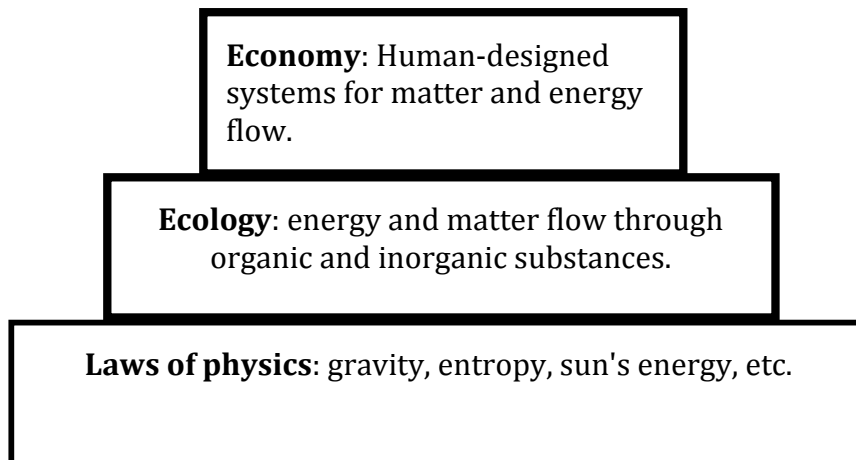 Economy: Human-designed
systems for matter and energy
flow.
Ecology: energy and matter flow through
organic and inorganic substances.
Laws of physics: gravity, entropy, sun's energy, etc.